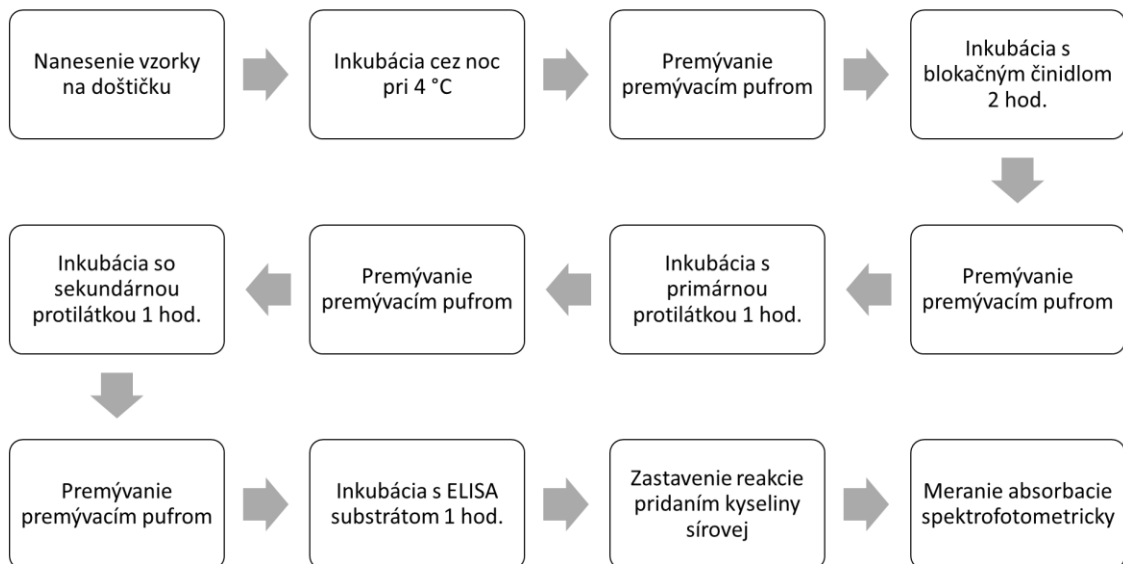 Nanesenie vzorky
na doštičku
Inkubácia cez noc
pri 4 °C
Premývanie
premývacím pufrom
Inkubácia s
blokačným činidlom
2 hod.
Premývanie
premývacím pufrom
Inkubácia s
primárnou
protilátkou 1 hod.
Premývanie
premývacím pufrom
Inkubácia so
sekundárnou
protilátkou 1 hod.
Premývanie
premývacím pufrom
Inkubácia s ELISA
substrátom 1 hod.
Zastavenie reakcie
pridaním kyseliny
sírovej
Meranie absorbacie
spektrofotometricky